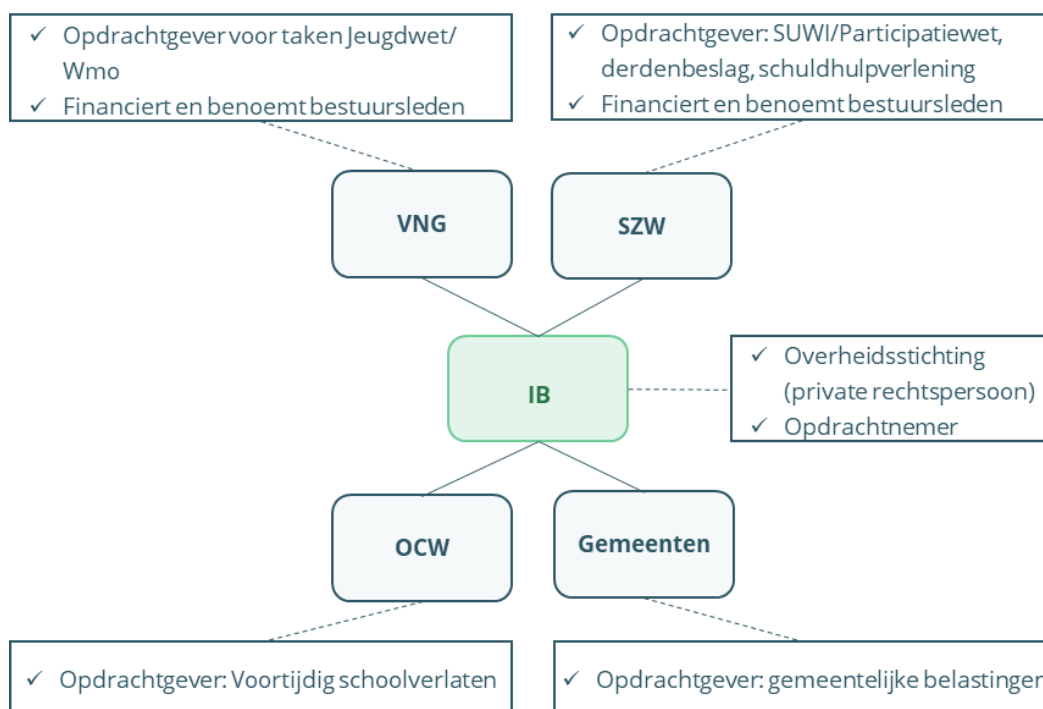 ✓ Opdrachtgever voor taken Jeugdwet/
Wmo
✓ Financiert en benoemt bestuursleden
✓ Opdrachtgever: SUWI/Participatiewet,
derdenbeslag, schuldhulpverlening
✓ Financiert en benoemt bestuursleden
VNG
SZW
IB
✓ Overheidsstichting
(private rechtspersoon)
✓ Opdrachtnemer
OCW
Gemeenten
✓ Opdrachtgever: Voortijdig schoolverlaten
✓ Opdrachtgever: gemeentelijke belastingen